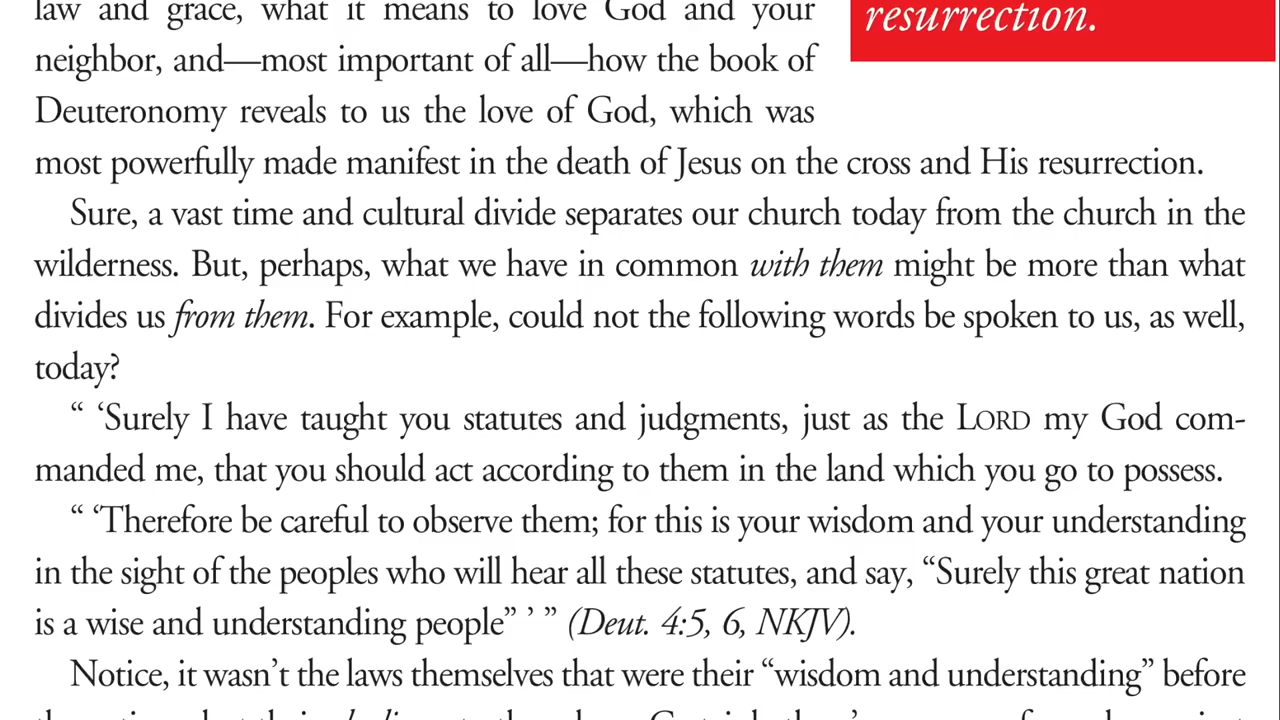 law and grace, what it means to love God and your
neighbor, and—most important of all—how the book of
Deuteronomy reveals to us the love of God, which was
resurrection.
most powerfully made manifest in the death of Jesus on the cross and His resurrection.
Sure, a vast time and cultural divide separates our church today from the church in the
wilderness. But, perhaps, what we have in common with them might be more than what
divides us from them. For example, could not the following words be spoken to us, as well,
today?
“ ‘Surely I have taught you statutes and judgments, just as the LORD my God com-
manded me, that you should act according to them in the land which you go to possess.
“ ‘Therefore be careful to observe them; for this is your wisdom and your understanding
in the sight of the peoples who will hear all these statutes, and say, “Surely this great nation
is a wise and understanding people” ’ ” (Deut. 4:5, 6, NKJV).
Notice, it wasn’t the laws themselves that were their “wisdom and understanding” before